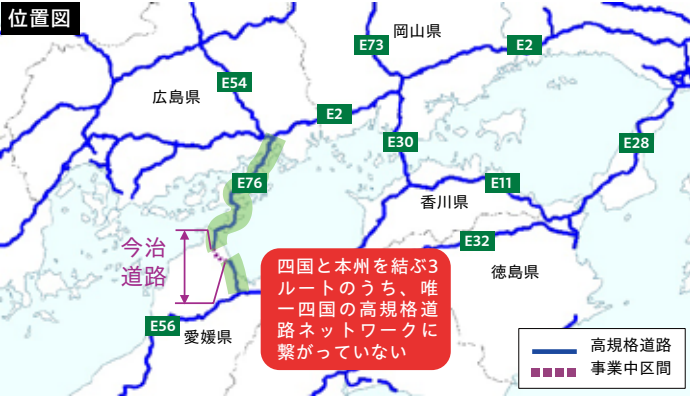 位置図
岡山県
E73
E2
E54
広島県
E2
E30
E28
E76
E11
香川県
今治
道路
E32
四国と本州を結ぶ3
ルートのうち、唯
一四国の高規格道
路ネットワークに
繋がっていない
徳島県
E56
愛媛県
高規格道路
事業中区間